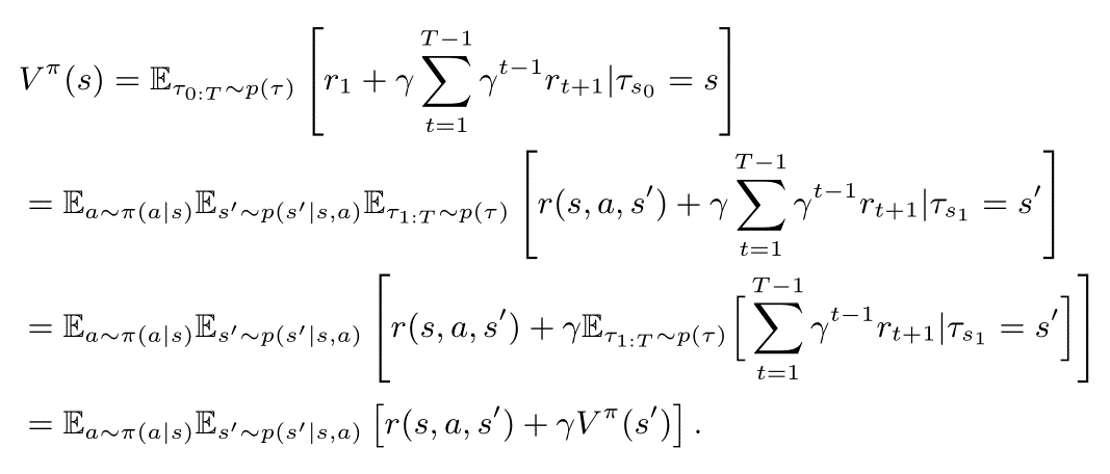 V^π(s) = 𝔼_{τ_{0:T}∼p(τ)} [ r_1 + γ ∑_{t=1}^{T−1} γ^{t−1} r_{t+1} | τ_{s_0} = s ]
= 𝔼_{a∼π(a|s)} 𝔼_{s′∼p(s′|s,a)} 𝔼_{τ_{1:T}∼p(τ)} [ r(s, a, s′) + γ ∑_{t=1}^{T−1} γ^{t−1} r_{t+1} | τ_{s_1} = s′ ]
= 𝔼_{a∼π(a|s)} 𝔼_{s′∼p(s′|s,a)} [ r(s, a, s′) + γ 𝔼_{τ_{1:T}∼p(τ)} [ ∑_{t=1}^{T−1} γ^{t−1} r_{t+1} | τ_{s_1} = s′ ] ]
= 𝔼_{a∼π(a|s)} 𝔼_{s′∼p(s′|s,a)} [ r(s, a, s′) + γ V^π(s′) ] .